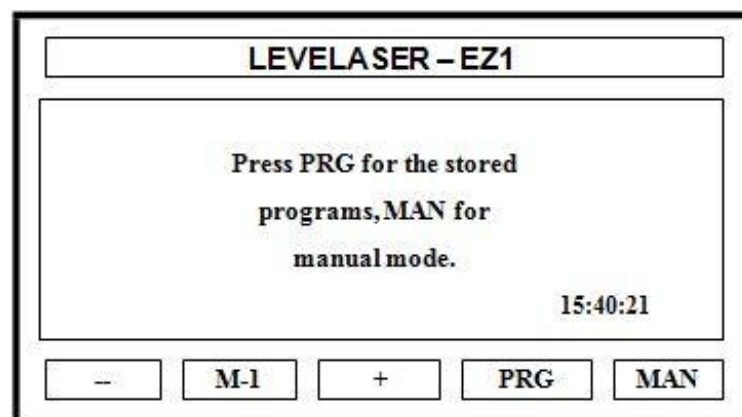 LEVELASER – EZ1
Press PRG for the stored
programs, MAN for
manual mode.
15:40:21
-- M-1 + PRG MAN